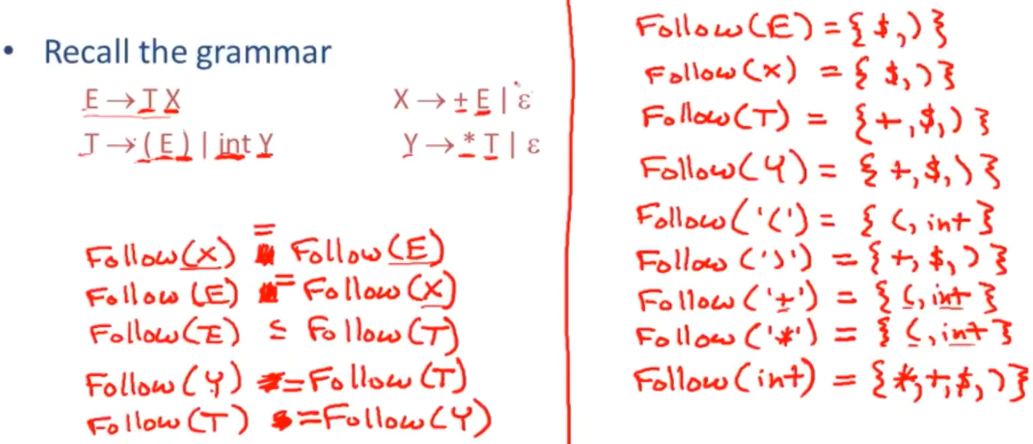 • Recall the grammar
E → T X
X → + E | ε
T → ( E ) | int Y
Y → * T | ε
Follow(X) = Follow(E)
Follow(E) = Follow(X)
Follow(E) ⊆ Follow(T)
Follow(Y) = Follow(T)
Follow(T) = Follow(Y)
Follow(E) = { $, ) }
Follow(X) = { $, ) }
Follow(T) = { +, $, ) }
Follow(Y) = { +, $, ) }
Follow('(') = { (, int }
Follow(')') = { +, $, ) }
Follow('+') = { (, int }
Follow('*') = { (, int }
Follow(int) = { *, +, $, ) }